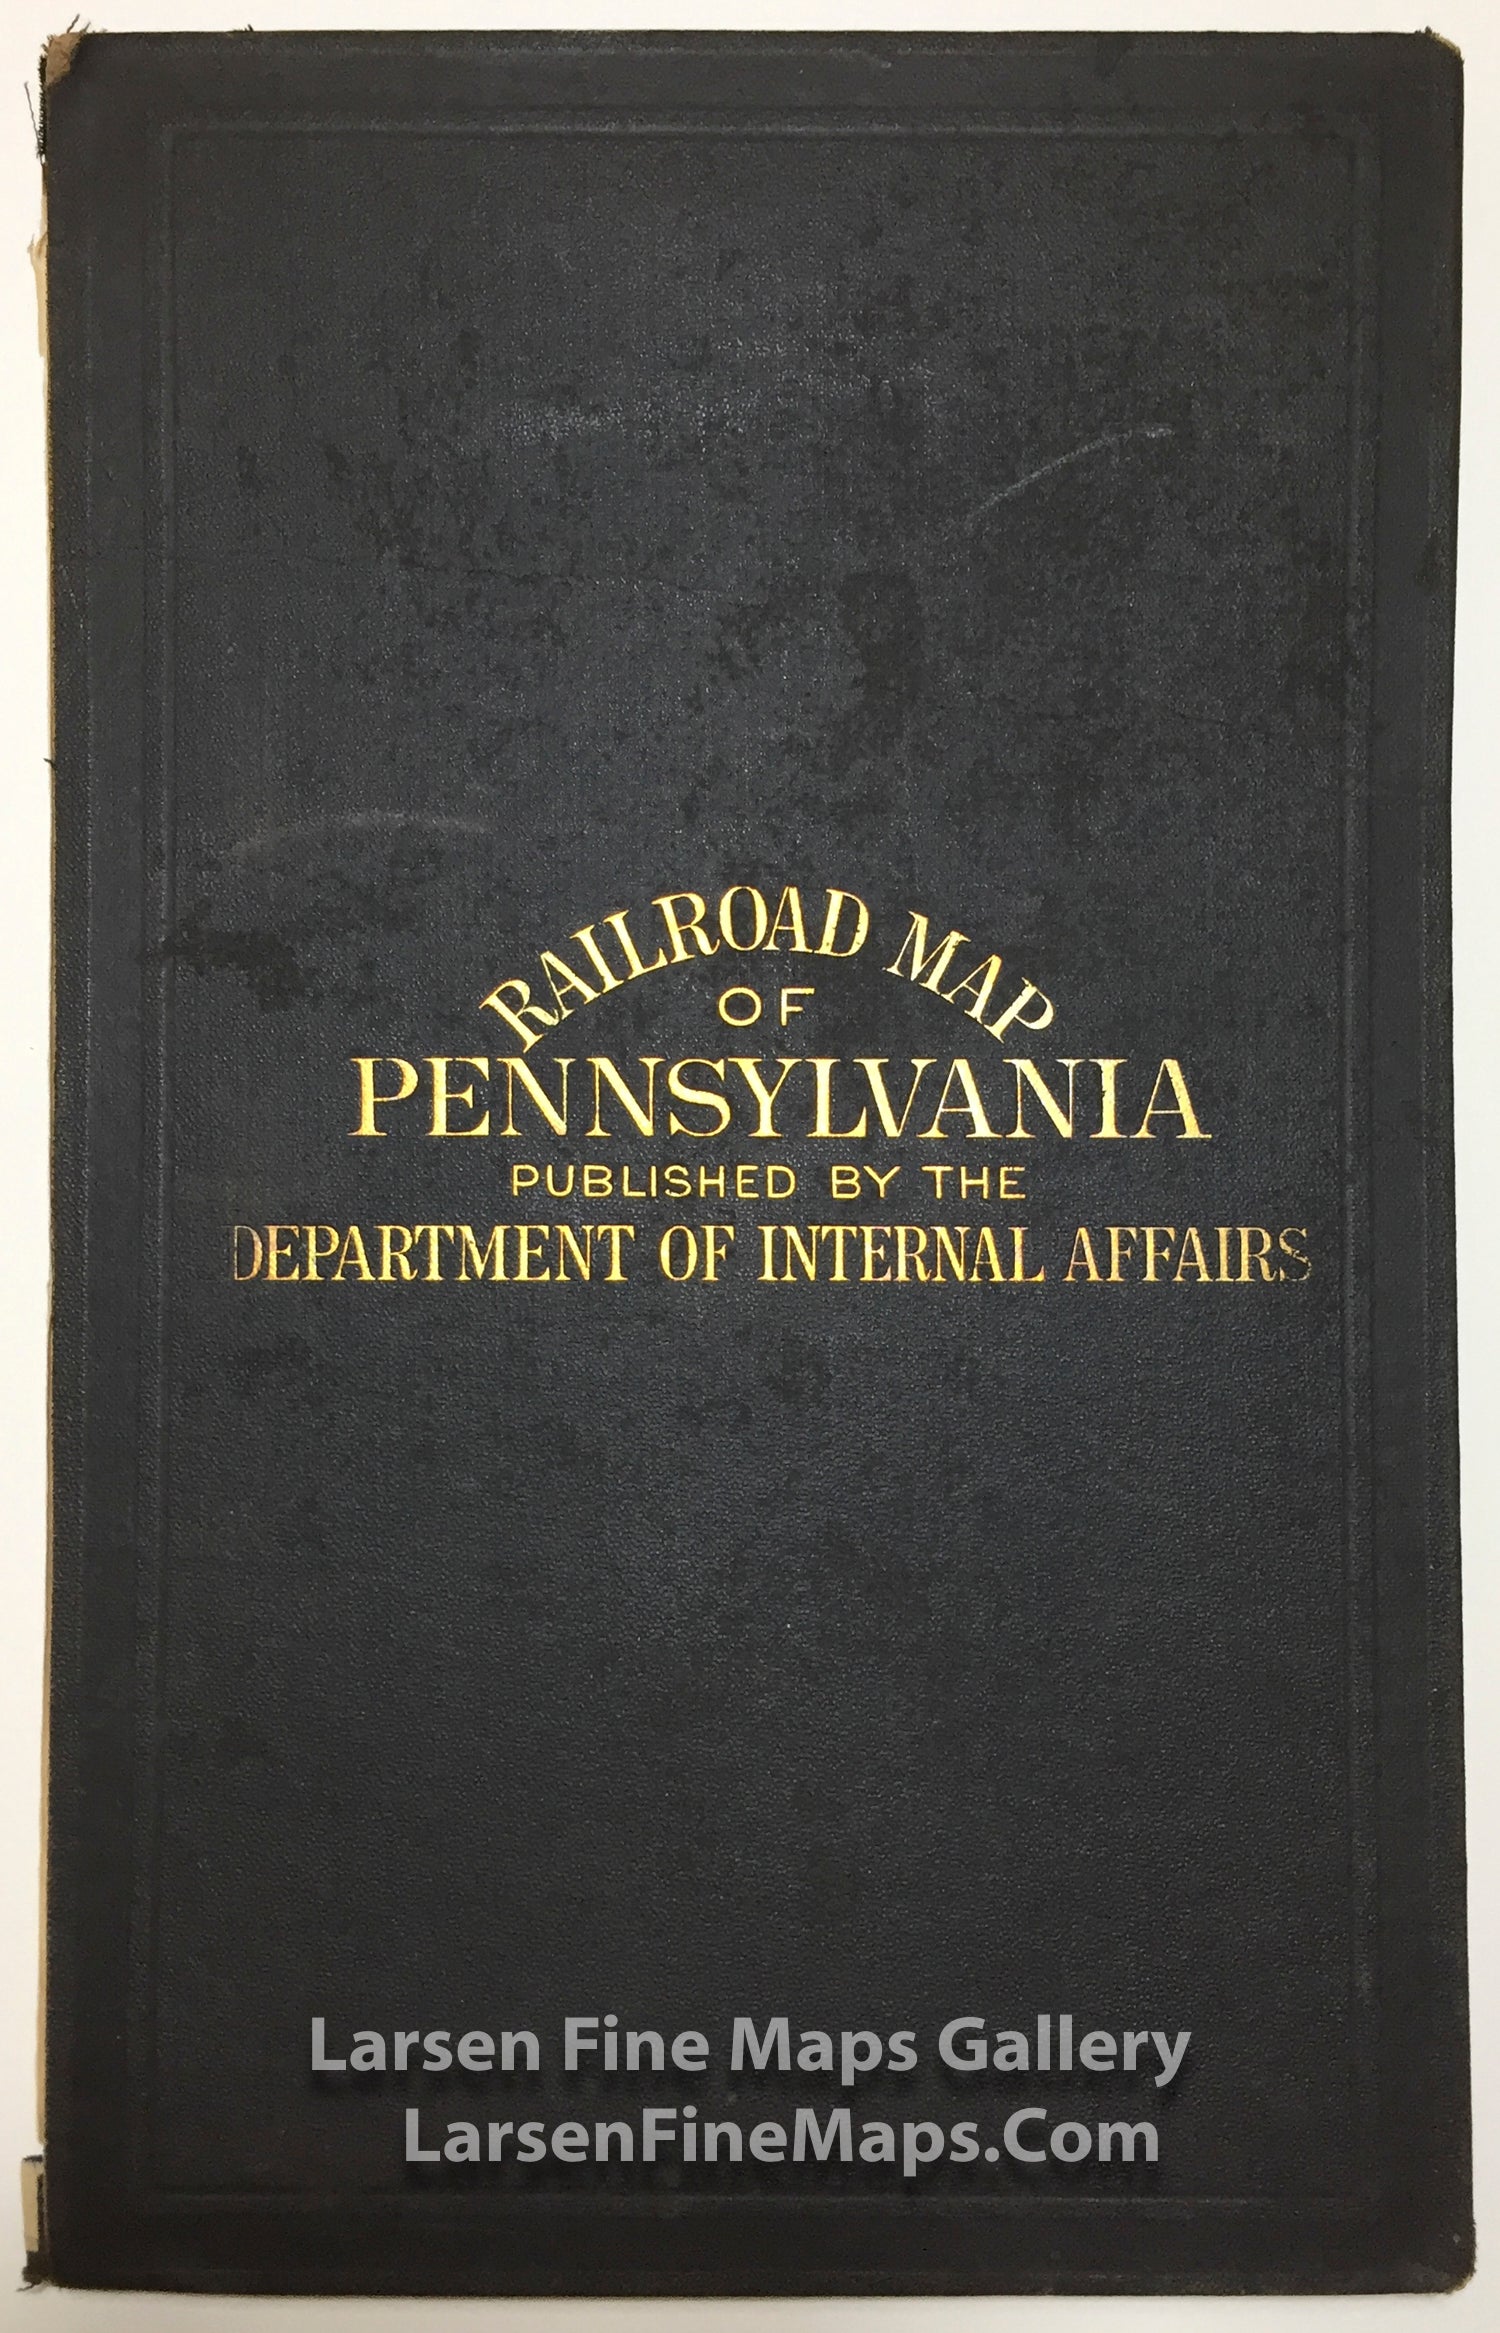 RAILROAD MAP
OF
PENNSYLVANIA
PUBLISHED BY THE
DEPARTMENT OF INTERNAL AFFAIRS
Larsen Fine Maps Gallery
LarsenFineMaps.Com